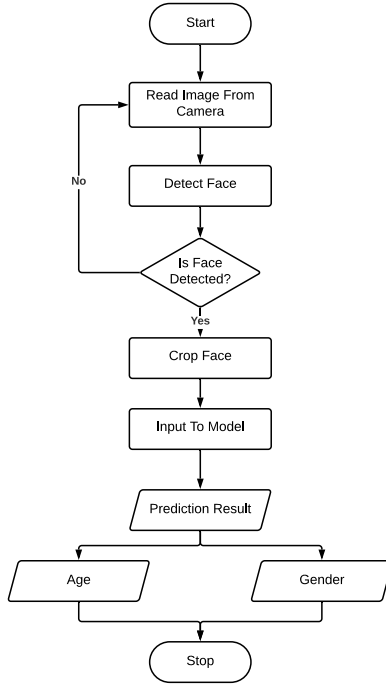 Start
Read Image From
Camera
Detect Face
No
Is Face
Detected?
Yes
Crop Face
Input To Model
Prediction Result
Age
Gender
Stop